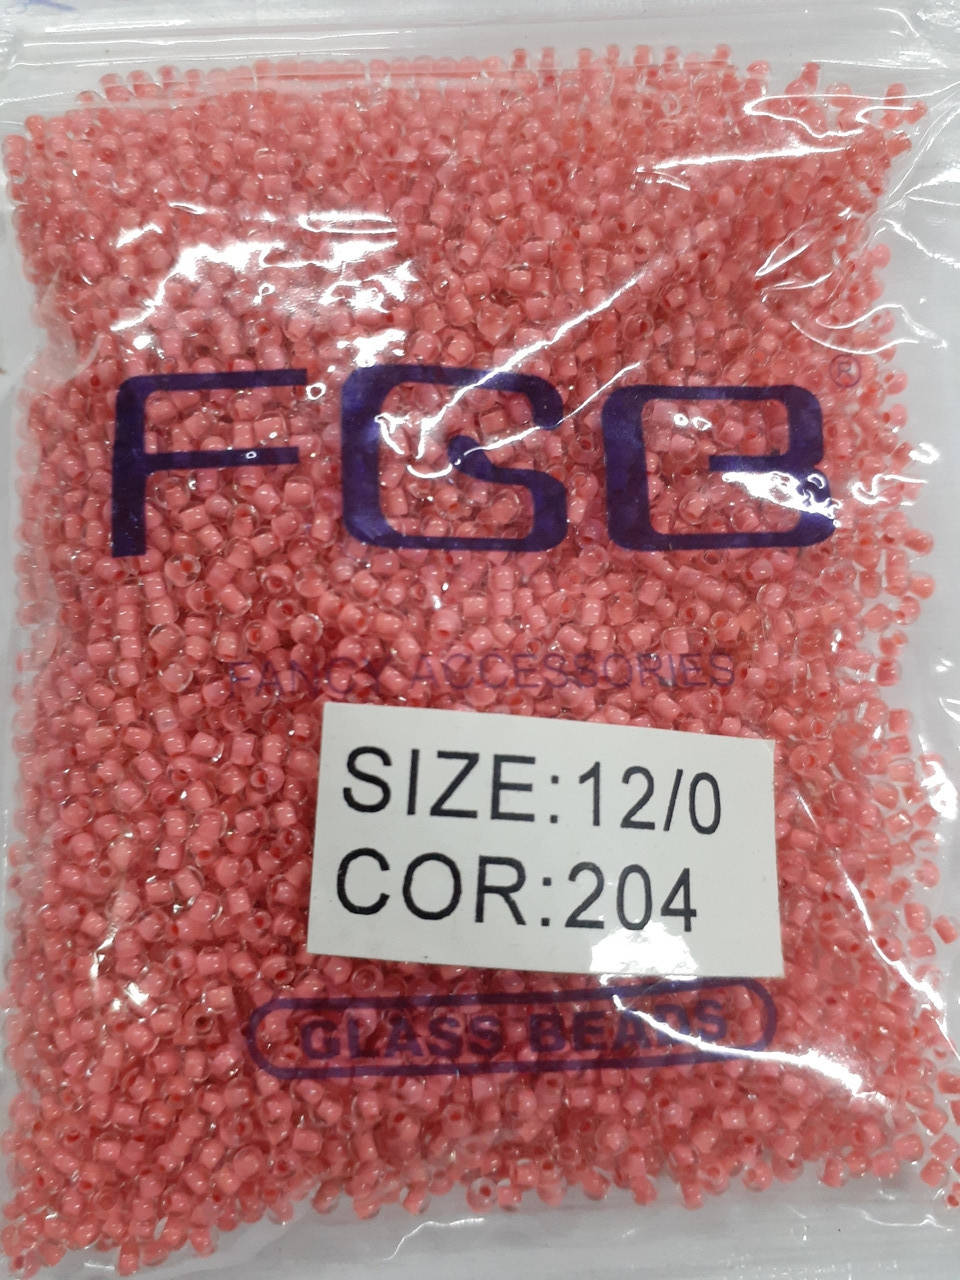 FGB®
FANCY ACCESSORIES
SIZE:12/0
COR:204
GLASS BEADS